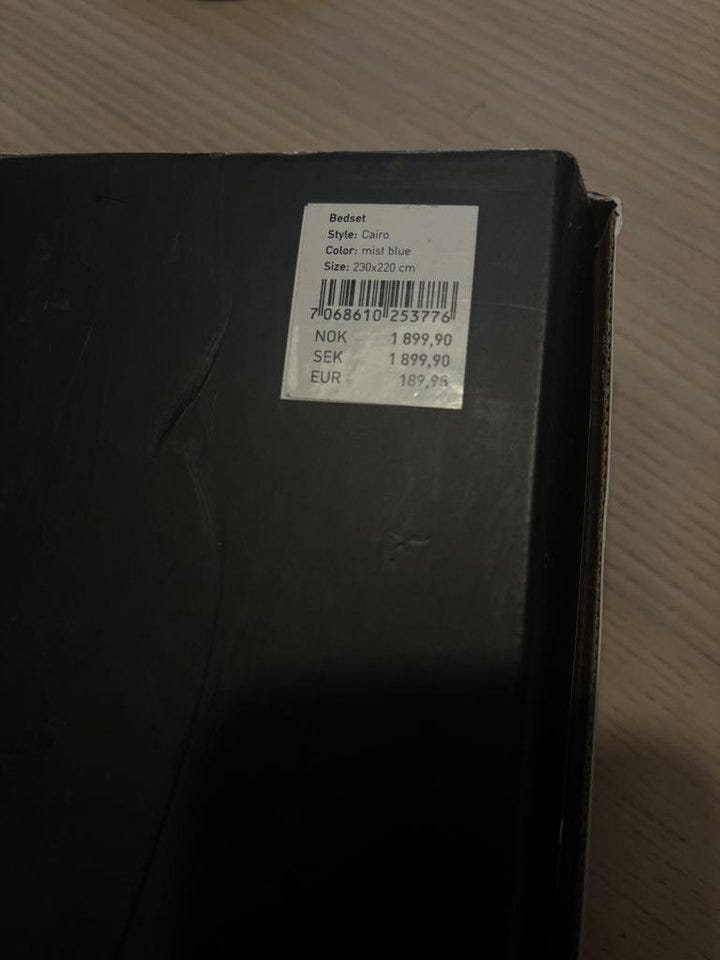 Bedset
Style: Cairo
Color: mist blue
Size: 230x220 cm
7 068610 253776
NOK 1 899,90
SEK 1 899,90
EUR 189,95